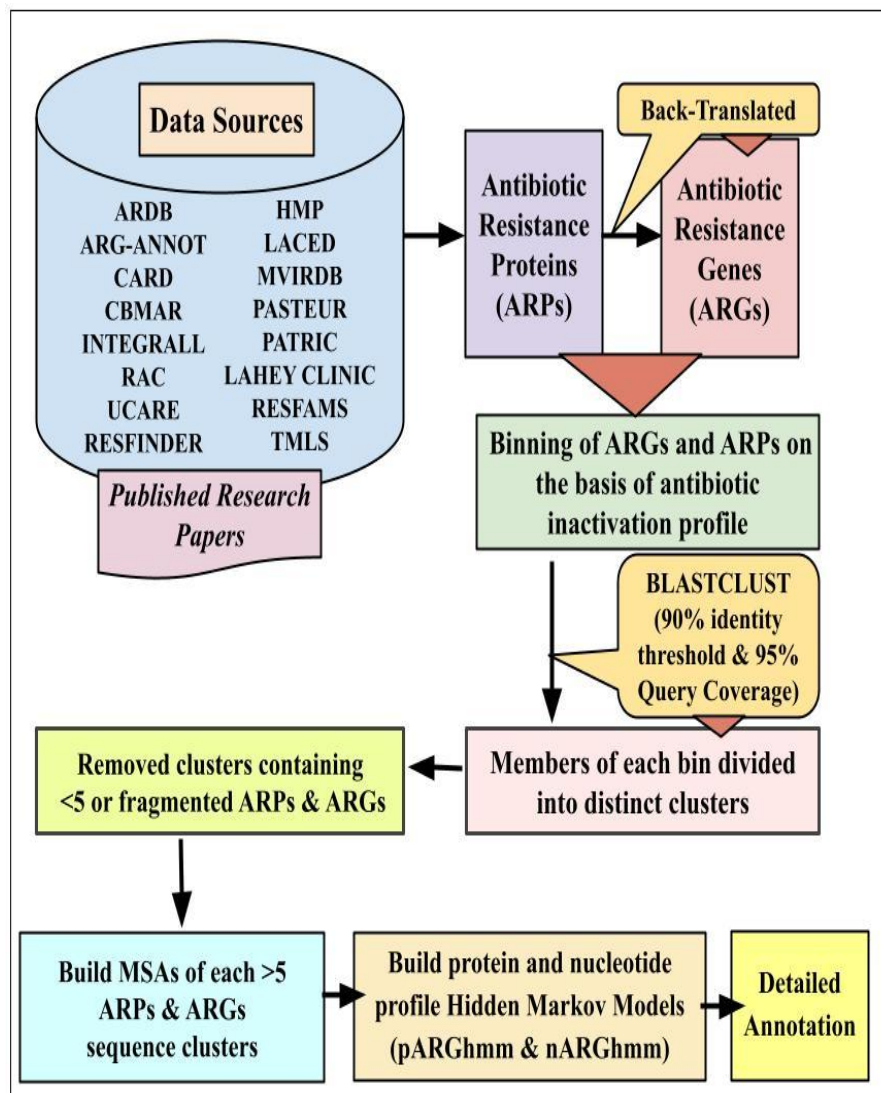 Data Sources
ARDB
ARG-ANNOT
CARD
CBMAR
INTEGRALL
RAC
UCARE
RESFINDER
HMP
LACED
MVIRDB
PASTEUR
PATRIC
LAHEY CLINIC
RESFAMS
TMLS
Published Research
Papers
Antibiotic
Resistance
Proteins
(ARPs)
Back-Translated
Antibiotic
Resistance
Genes
(ARGs)
Binning of ARGs and ARPs on
the basis of antibiotic
inactivation profile
BLASTCLUST
(90% identity
threshold & 95%
Query Coverage)
Members of each bin divided
into distinct clusters
Removed clusters containing
<5 or fragmented ARPs & ARGs
Build MSAs of each >5
ARPs & ARGs
sequence clusters
Build protein and nucleotide
profile Hidden Markov Models
(pARGhmm & nARGhmm)
Detailed
Annotation